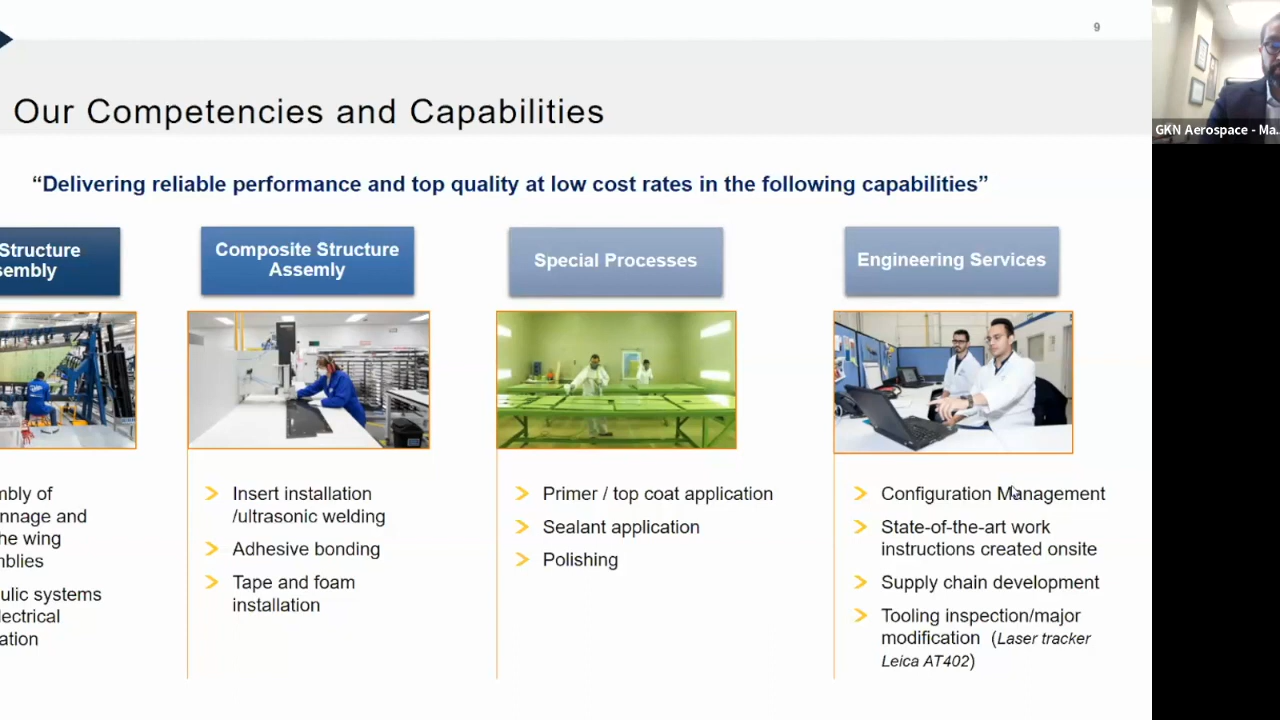 9
Our Competencies and Capabilities
GKN Aerospace - Ma...
“Delivering reliable performance and top quality at low cost rates in the following capabilities”
Structure
sembly
Composite Structure
Assemly
Special Processes
Engineering Services
mbly of
nnage and
he wing
mblies
ulic systems
lectrical
ation
Insert installation
/ultrasonic welding
Adhesive bonding
Tape and foam
installation
Primer / top coat application
Sealant application
Polishing
Configuration Management
State-of-the-art work
instructions created onsite
Supply chain development
Tooling inspection/major
modification (Laser tracker
Leica AT402)